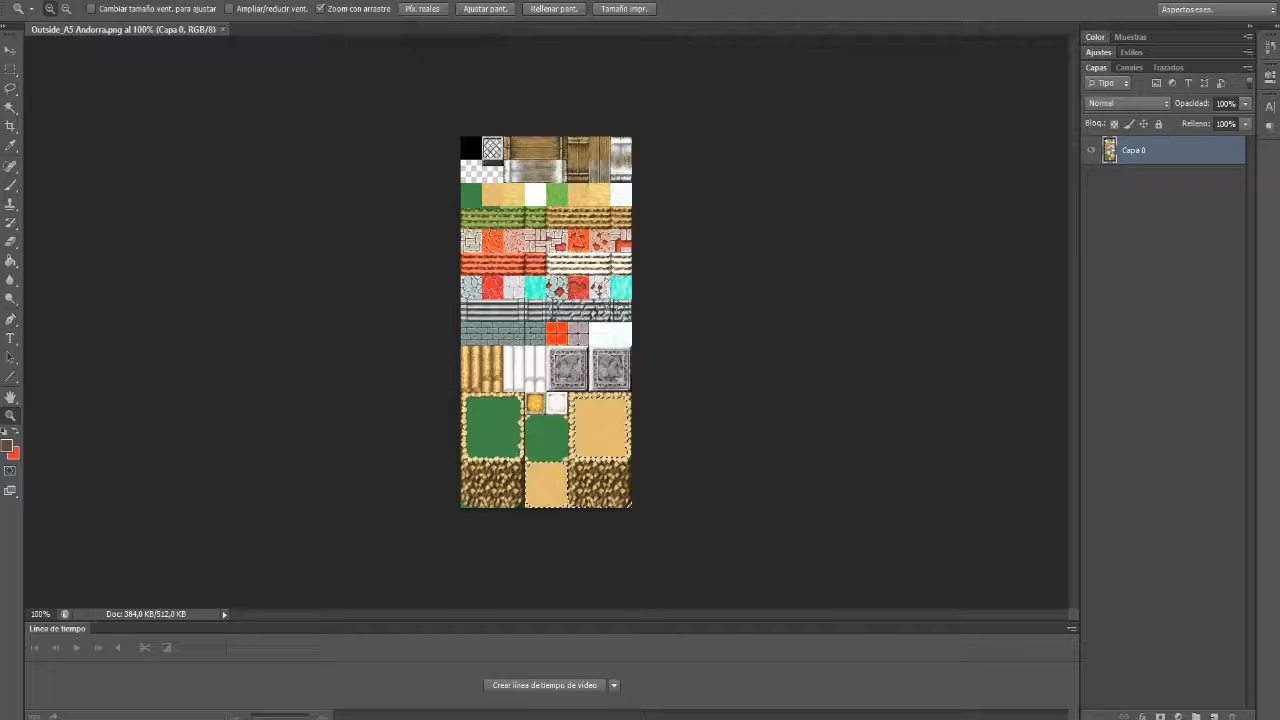 Cambiar tamaño vent. para ajustar
Ampliar/reducir vent.
Zoom con arrastre
Píx. reales
Ajustar pant.
Rellenar pant.
Tamaño impr.
Aspectos esen.
Outside_A5 Andorra.png al 100% (Capa 0, RGB/8) ×
Color Muestras
Ajustes Estilos
Capas Canales Trazados
Tipo
Normal Opacidad: 100%
Bloq.: Relleno: 100%
Capa 0
100% Doc: 384,0 KB/512,0 KB
Línea de tiempo
Crear línea de tiempo de vídeo